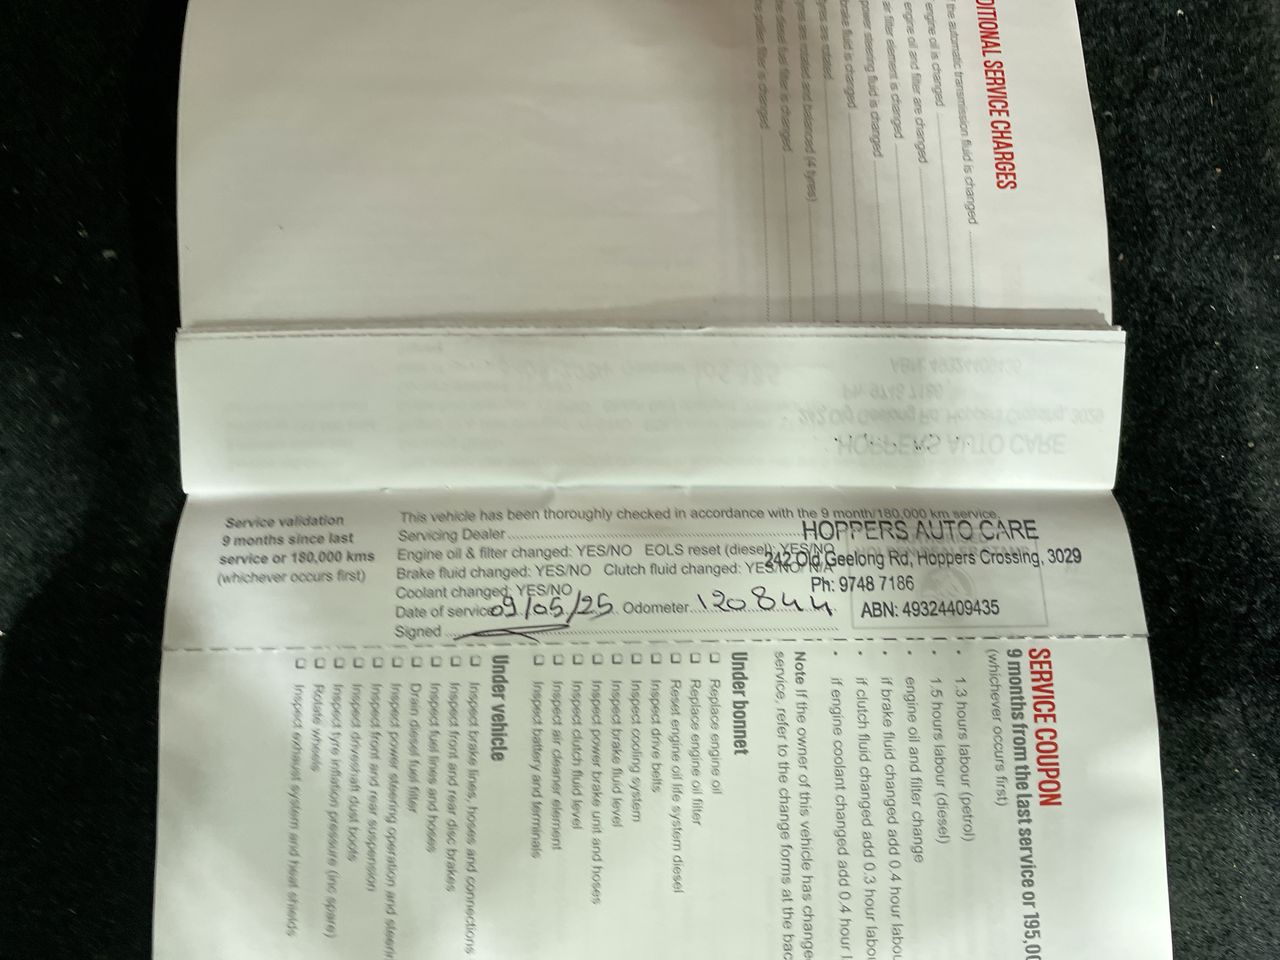 DITIONAL SERVICE CHARGES
the automatic transmission fluid is changed
engine oil is changed
engine oil and filter are changed
air filter element is changed
power steering fluid is changed
brake fluid is changed
tyres are rotated
tyres are rotated and balanced (4 tyres)
diesel fuel filter is changed
pollen filter is changed
Service validation
9 months since last
service or 180,000 kms
(whichever occurs first)
This vehicle has been thoroughly checked in accordance with the 9 month/180,000 km service.
Servicing Dealer
HOPPERS AUTO CARE
Engine oil & filter changed: YES/NO EOLS reset (diesel): YES/NO
242 Old Geelong Rd, Hoppers Crossing, 3029
Brake fluid changed: YES/NO Clutch fluid changed: YES/NO/ N/A
Ph: 9748 7186
Coolant changed: YES/NO
Date of service 09/05/25 Odometer 120844
ABN: 49324409435
Signed
SERVICE COUPON
9 months from the last service or 195,00
(whichever occurs first)
• 1.3 hours labour (petrol)
• 1.5 hours labour (diesel)
• engine oil and filter change
• if brake fluid changed add 0.4 hour labou
• if clutch fluid changed add 0.3 hour labou
• if engine coolant changed add 0.4 hour l
Note If the owner of this vehicle has change
service, refer to the change forms at the bac
Under bonnet
Replace engine oil
Replace engine oil filter
Reset engine oil life system diesel
Inspect drive belts
Inspect cooling system
Inspect brake fluid level
Inspect power brake unit and hoses
Inspect clutch fluid level
Inspect air cleaner element
Inspect battery and terminals
Under vehicle
Inspect brake lines, hoses and connections
Inspect front and rear disc brakes
Inspect fuel lines and hoses
Drain diesel fuel filter
Inspect power steering operation and steerin
Inspect front and rear suspension
Inspect driveshaft dust boots
Inspect tyre inflation pressure (inc spare)
Rotate wheels
Inspect exhaust system and heat shields